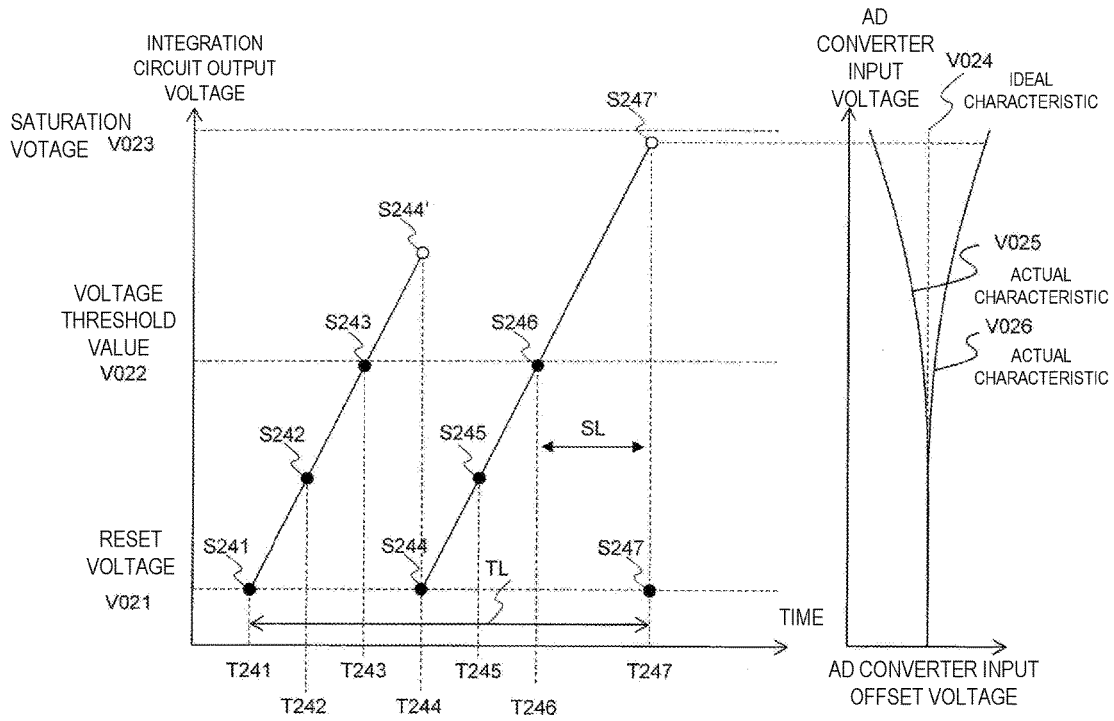 INTEGRATION
CIRCUIT OUTPUT
VOLTAGE
AD
CONVERTER
INPUT
VOLTAGE
V024
IDEAL
CHARACTERISTIC
SATURATION
VOTAGE V023
S247'
S244'
V025
ACTUAL
CHARACTERISTIC
VOLTAGE
THRESHOLD
VALUE
V022
S243
S246
V026
ACTUAL
CHARACTERISTIC
S242
S245
SL
RESET
VOLTAGE
V021
S241
S244
S247
TL
TIME
T241
T242
T243
T244
T245
T246
T247
AD CONVERTER INPUT
OFFSET VOLTAGE